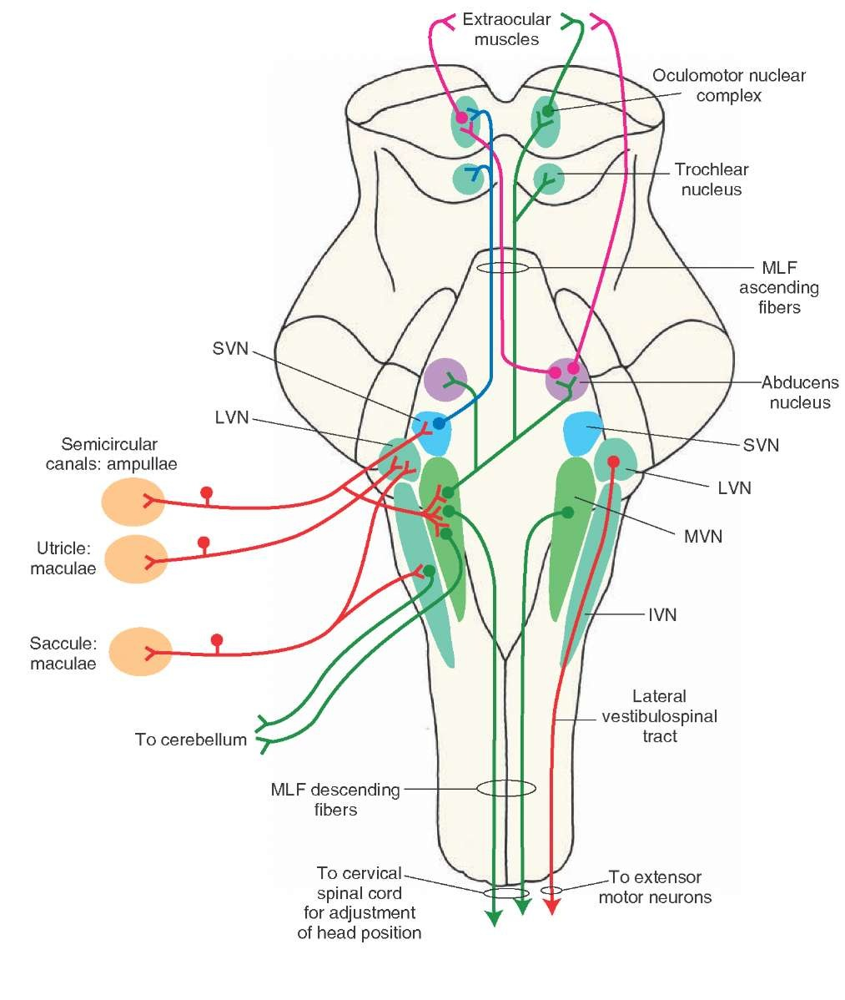 Extraocular
muscles
Oculomotor nuclear
complex
Trochlear
nucleus
MLF
ascending
fibers
SVN
Abducens
nucleus
LVN
SVN
Semicircular
canals: ampullae
LVN
MVN
Utricle:
maculae
IVN
Saccule:
maculae
Lateral
vestibulospinal
tract
To cerebellum
MLF descending
fibers
To cervical
spinal cord
for adjustment
of head position
To extensor
motor neurons